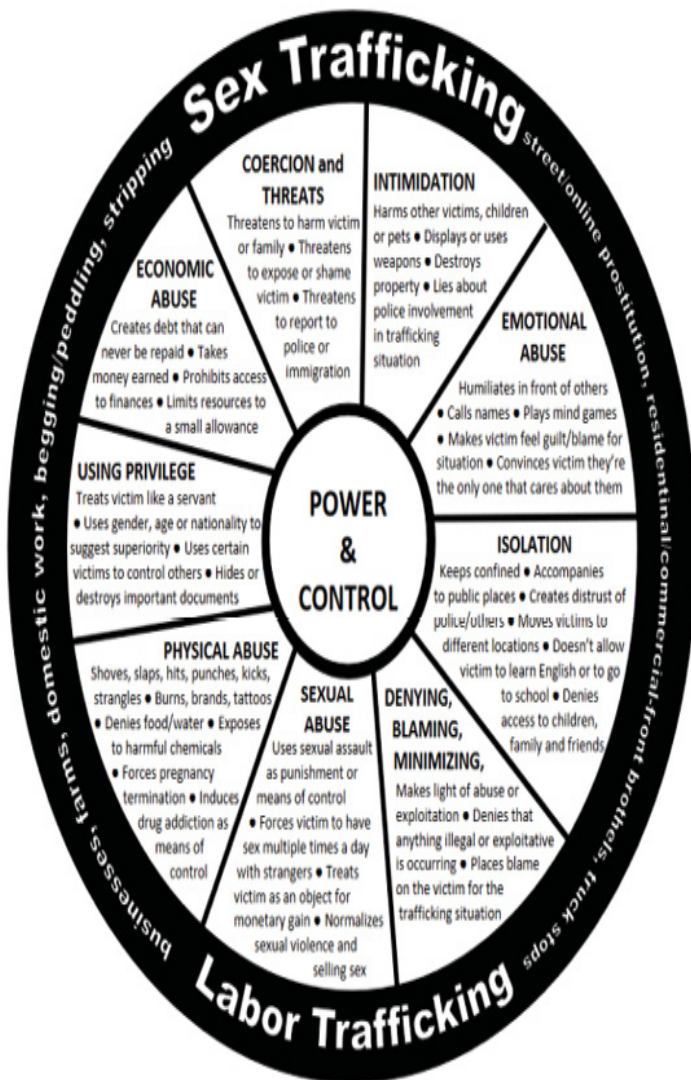 Sex Trafficking
street/online prostitution, residentinal/commercial-front brothels, truck stops
Labor Trafficking
businesses, farms, domestic work, begging/peddling, stripping
POWER
&
CONTROL
COERCION and
THREATS
Threatens to harm victim
or family ● Threatens
to expose or shame
victim ● Threatens
to report to
police or
immigration
INTIMIDATION
Harms other victims, children
or pets ● Displays or uses
weapons ● Destroys
property ● Lies about
police involvement
in trafficking
situation
EMOTIONAL
ABUSE
Humiliates in front of others
● Calls names ● Plays mind games
● Makes victim feel guilt/blame for
situation ● Convinces victim they're
the only one that cares about them
ISOLATION
Keeps confined ● Accompanies
to public places ● Creates distrust of
police/others ● Moves victims to
different locations ● Doesn't allow
victim to learn English or to go
to school ● Denies
access to children,
family and friends
DENYING,
BLAMING,
MINIMIZING,
Makes light of abuse or
exploitation ● Denies that
anything illegal or exploitative
is occurring ● Places blame
on the victim for the
trafficking situation
SEXUAL
ABUSE
Uses sexual assault
as punishment or
means of control
● Forces victim to have
sex multiple times a day
with strangers ● Treats
victim as an object for
monetary gain ● Normalizes
sexual violence and
selling sex
PHYSICAL ABUSE
Shoves, slaps, hits, punches, kicks,
strangles ● Burns, brands, tattoos
● Denies food/water ● Exposes
to harmful chemicals
● Forces pregnancy
termination ● Induces
drug addiction as
means of
control
USING PRIVILEGE
Treats victim like a servant
● Uses gender, age or nationality to
suggest superiority ● Uses certain
victims to control others ● Hides or
destroys important documents
ECONOMIC
ABUSE
Creates debt that can
never be repaid ● Takes
money earned ● Prohibits access
to finances ● Limits resources to
a small allowance